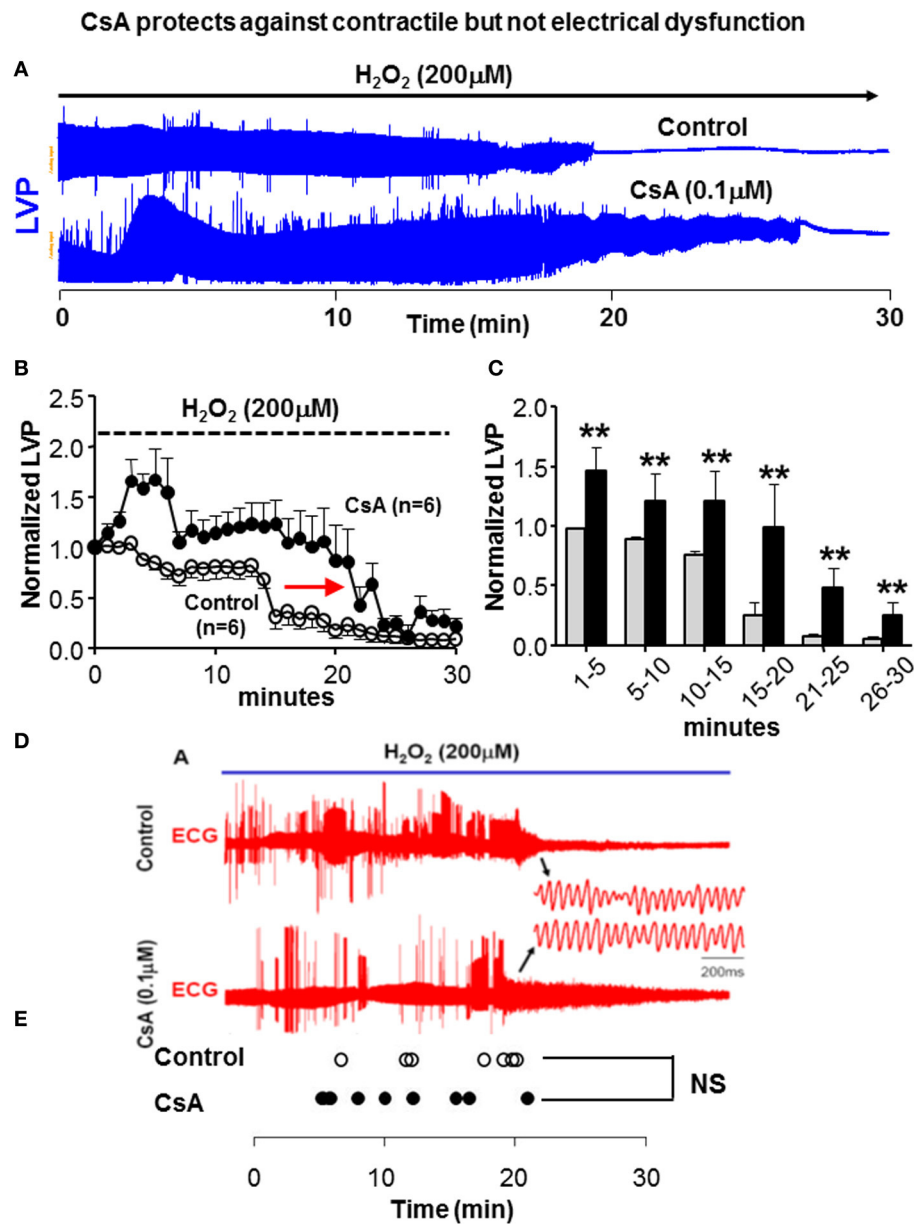 CsA protects against contractile but not electrical dysfunction
A
H₂O₂ (200μM)
Control
CsA (0.1μM)
LVP
0 10 20 30
Time (min)
B
H₂O₂ (200μM)
Normalized LVP
2.5
2.0
1.5
1.0
0.5
0.0
CsA (n=6)
Control
(n=6)
0 10 20 30
minutes
C
Normalized LVP
2.0
1.5
1.0
0.5
0.0
** ** ** ** ** **
1-5 5-10 10-15 15-20 21-25 26-30
minutes
D
A
H₂O₂ (200μM)
Control
ECG
CsA (0.1μM)
ECG
200ms
E
Control
CsA
NS
0 10 20 30
Time (min)